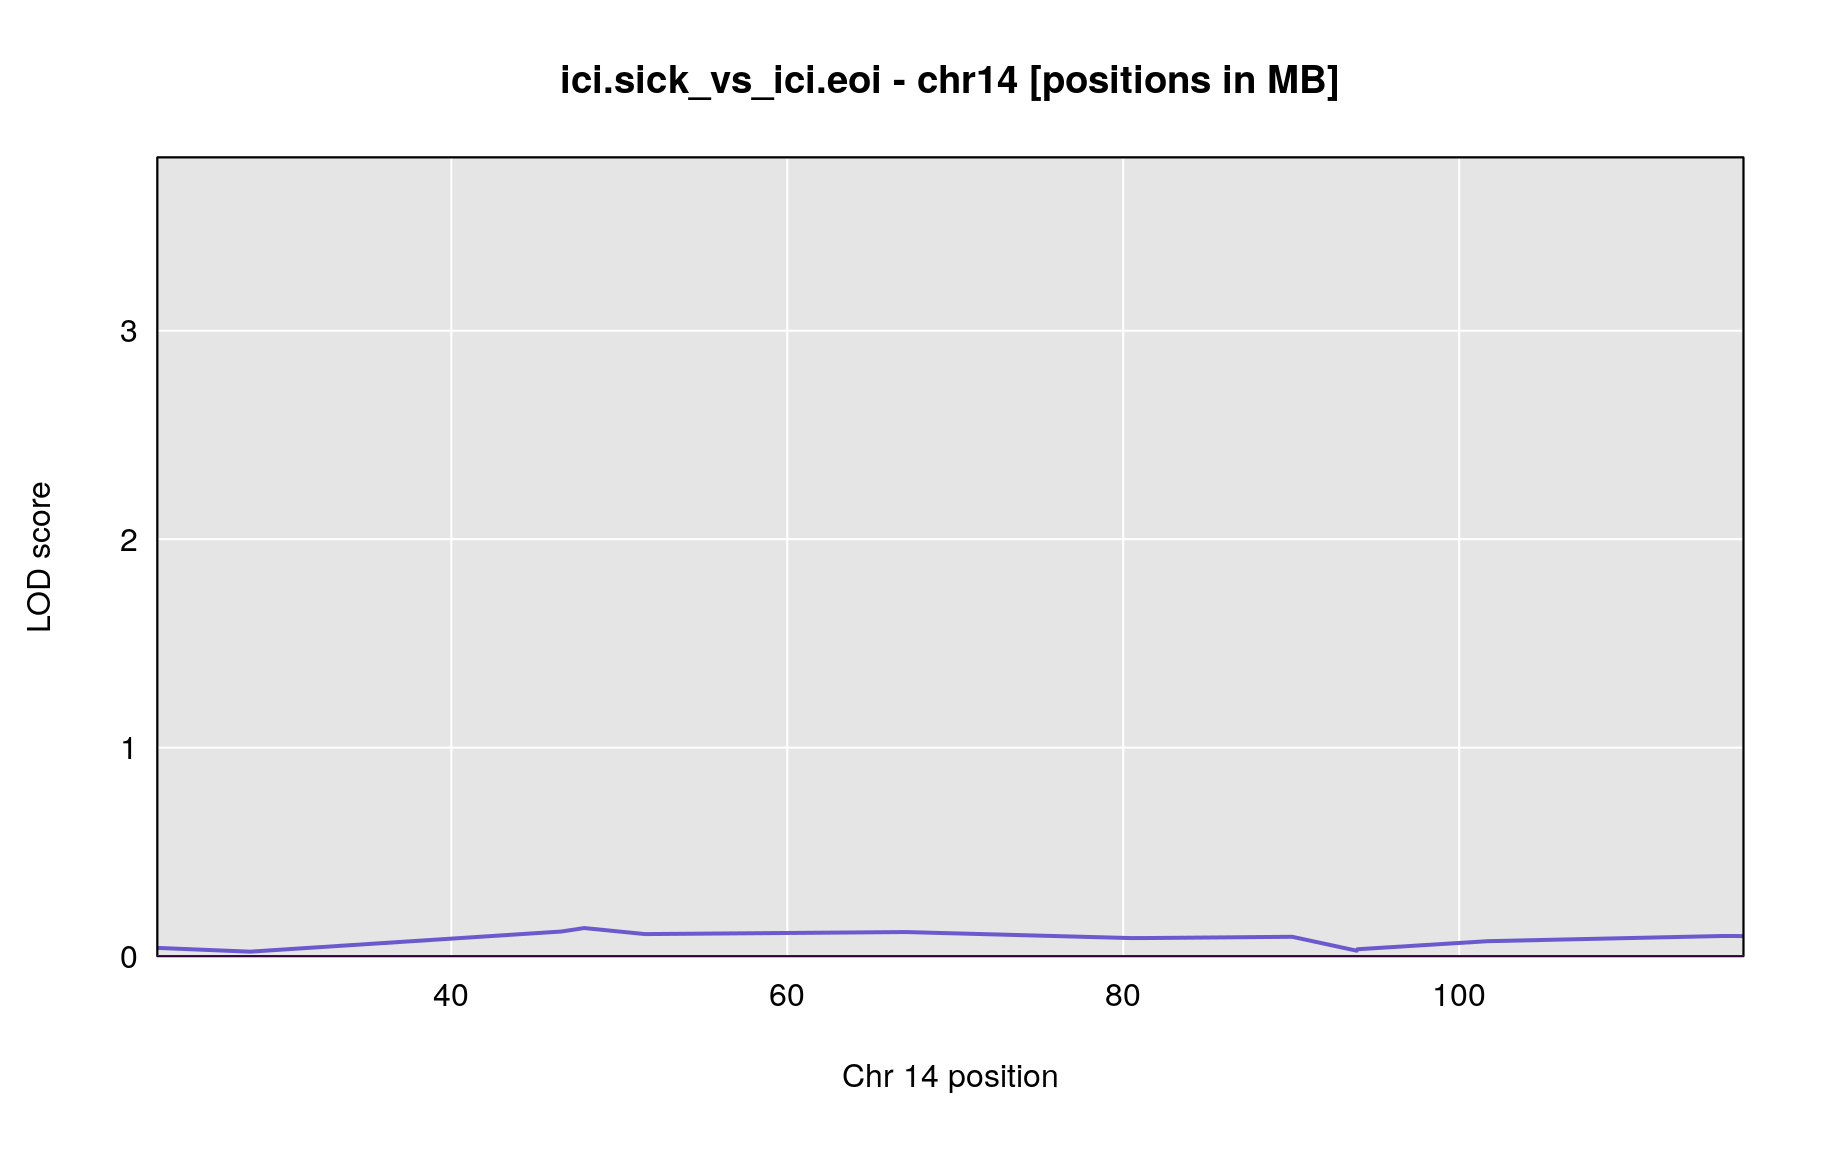 ici.sick_vs_ici.eoi - chr14 [positions in MB]
LOD score
3
2
1
0
40 60 80 100
Chr 14 position